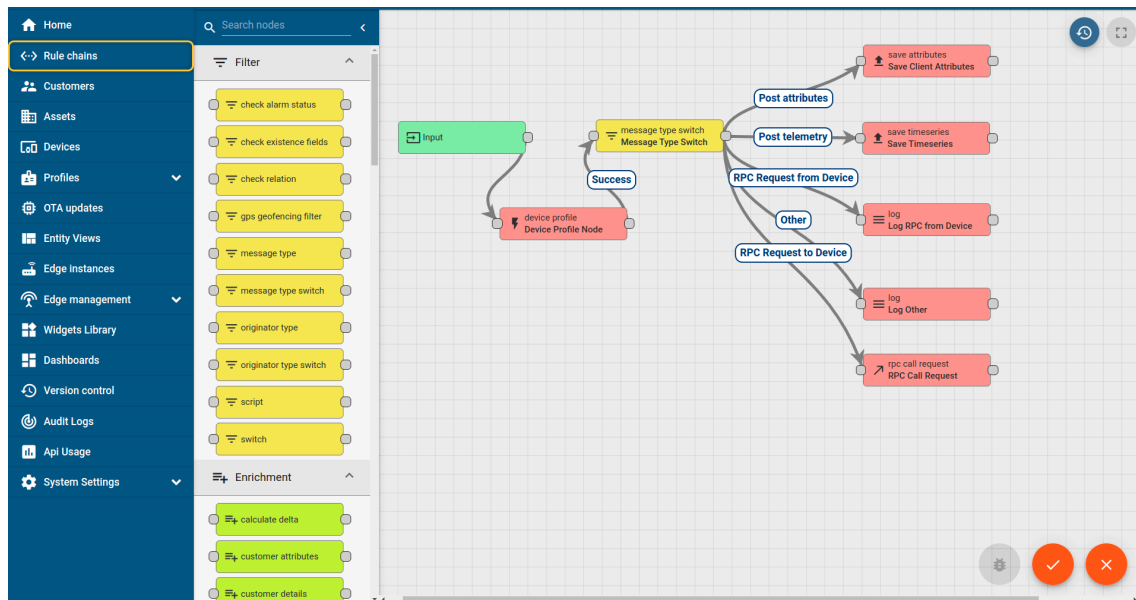 Home
Rule chains
Customers
Assets
Devices
Profiles
OTA updates
Entity Views
Edge instances
Edge management
Widgets Library
Dashboards
Version control
Audit Logs
Api Usage
System Settings
Search nodes
Filter
check alarm status
check existence fields
check relation
gps geofencing filter
message type
message type switch
originator type
originator type switch
script
switch
Enrichment
calculate delta
customer attributes
customer details
Input
device profile
Device Profile Node
Success
message type switch
Message Type Switch
Post attributes
Post telemetry
RPC Request from Device
Other
RPC Request to Device
save attributes
Save Client Attributes
save timeseries
Save Timeseries
log
Log RPC from Device
log
Log Other
rpc call request
RPC Call Request